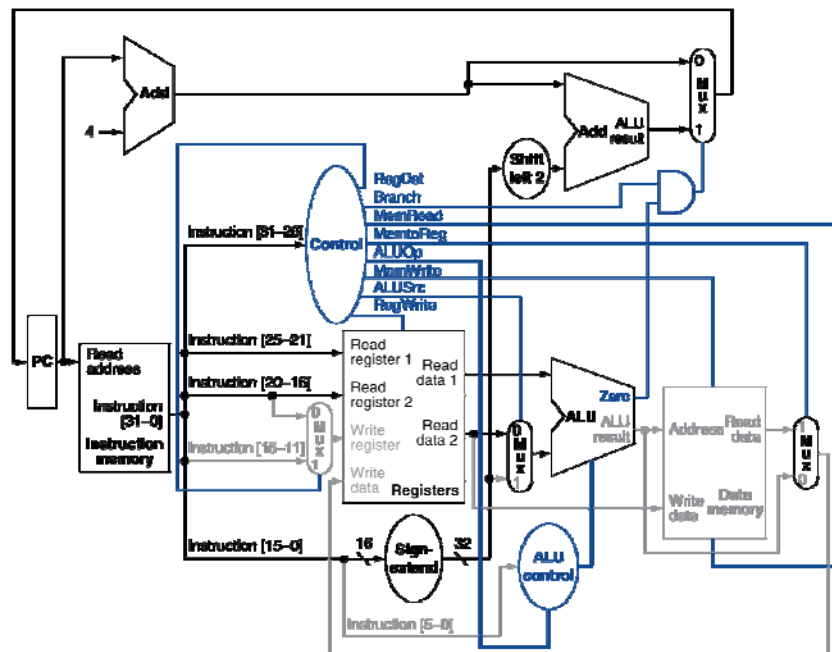 Add
4
0
Mux
1
Add
ALU
result
Shift
left 2
RegDst
Branch
MemRead
MemtoReg
ALUOp
MemWrite
ALUSrc
RegWrite
Control
Instruction [31–26]
PC
Read
address
Instruction
[31–0]
Instruction
memory
Instruction [25–21]
Instruction [20–16]
Instruction [15–11]
0
Mux
1
Read
register 1
Read
register 2
Write
register
Write
data
Read
data 1
Read
data 2
Registers
0
Mux
1
Zero
ALU
ALU
result
Address
Read
data
Write
data
Data
memory
1
Mux
0
Instruction [15–0]
16
Sign-
extend
32
ALU
control
Instruction [5–0]